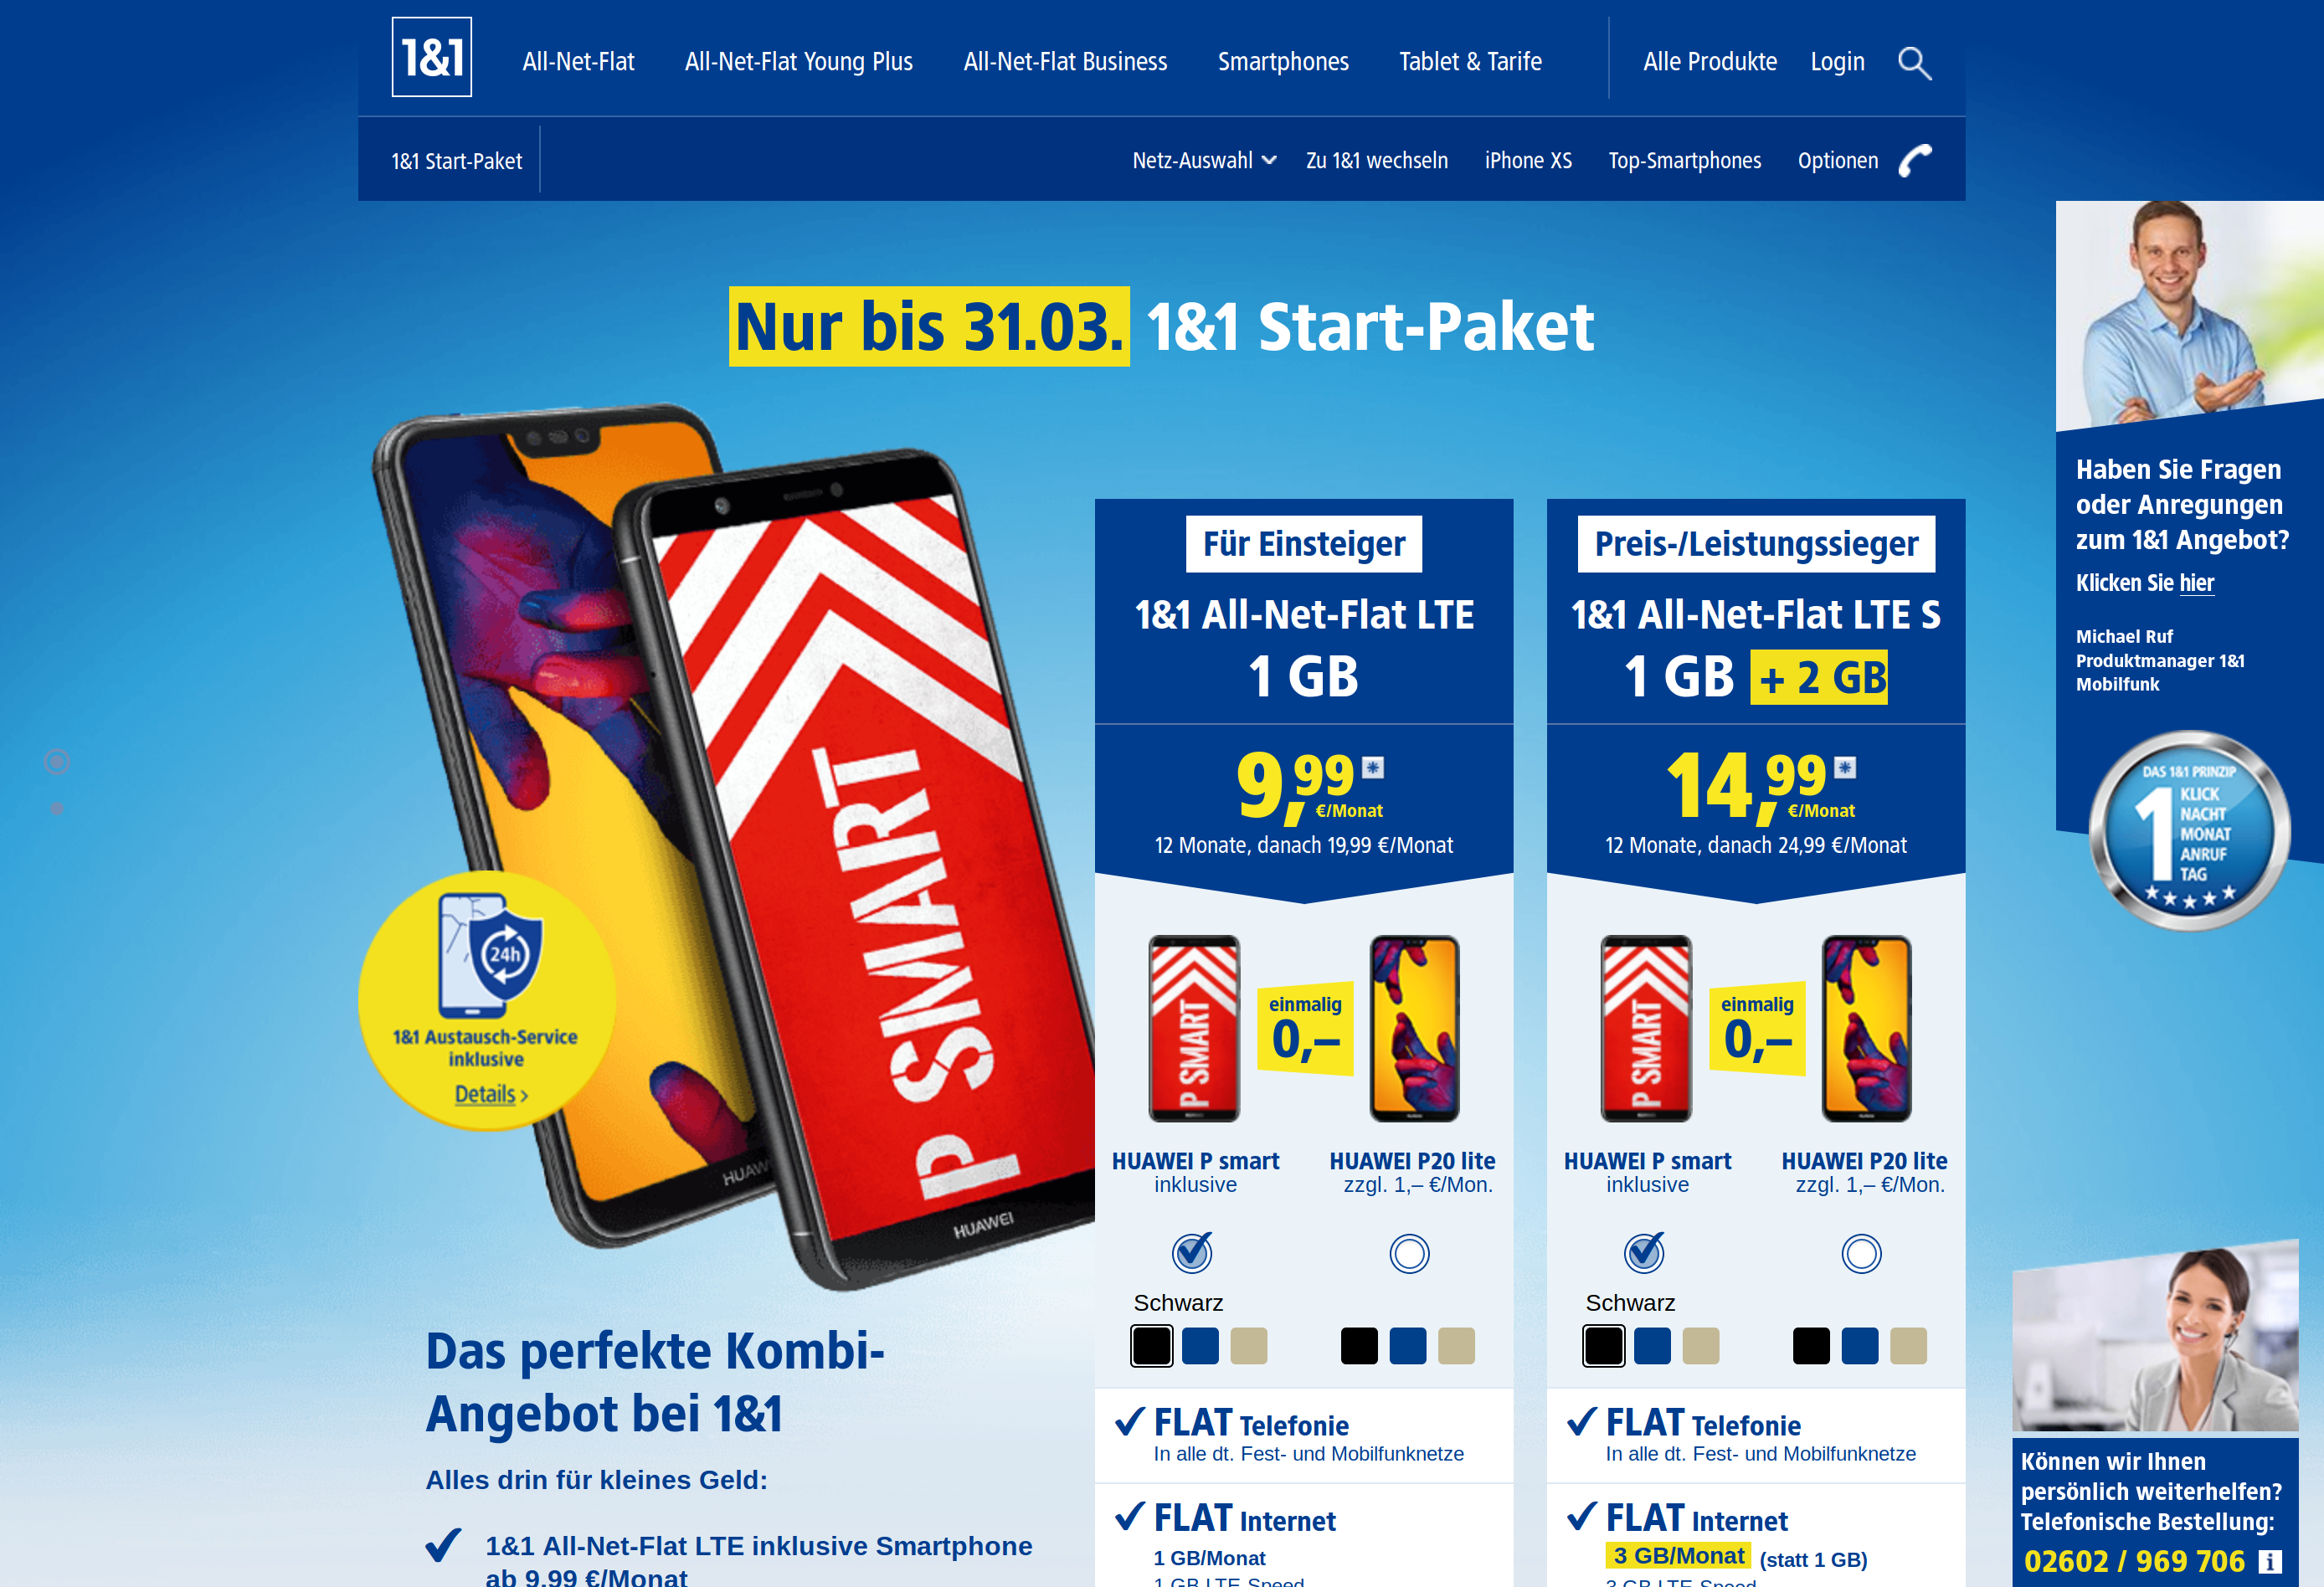 1&1
All-Net-Flat
All-Net-Flat Young Plus
All-Net-Flat Business
Smartphones
Tablet & Tarife
Alle Produkte
Login
1&1 Start-Paket
Netz-Auswahl
Zu 1&1 wechseln
iPhone XS
Top-Smartphones
Optionen
Nur bis 31.03. 1&1 Start-Paket
P SMART
HUAWEI
24h
1&1 Austausch-Service
inklusive
Details >
Das perfekte Kombi-
Angebot bei 1&1
Alles drin für kleines Geld:
1&1 All-Net-Flat LTE inklusive Smartphone
ab 9,99 €/Monat
Für Einsteiger
1&1 All-Net-Flat LTE
1 GB
9,99 *
€/Monat
12 Monate, danach 19,99 €/Monat
P SMART
einmalig
0,–
HUAWEI P smart
inklusive
HUAWEI P20 lite
zzgl. 1,– €/Mon.
Schwarz
FLAT Telefonie
In alle dt. Fest- und Mobilfunknetze
FLAT Internet
1 GB/Monat
1 GB LTE-Speed
Preis-/Leistungssieger
1&1 All-Net-Flat LTE S
1 GB + 2 GB
14,99 *
€/Monat
12 Monate, danach 24,99 €/Monat
P SMART
einmalig
0,–
HUAWEI P smart
inklusive
HUAWEI P20 lite
zzgl. 1,– €/Mon.
Schwarz
FLAT Telefonie
In alle dt. Fest- und Mobilfunknetze
FLAT Internet
3 GB/Monat (statt 1 GB)
3 GB LTE-Speed
Haben Sie Fragen
oder Anregungen
zum 1&1 Angebot?
Klicken Sie hier
Michael Ruf
Produktmanager 1&1
Mobilfunk
DAS 1&1 PRINZIP
1
KLICK
NACHT
MONAT
ANRUF
TAG
Können wir Ihnen
persönlich weiterhelfen?
Telefonische Bestellung:
02602 / 969 706 i